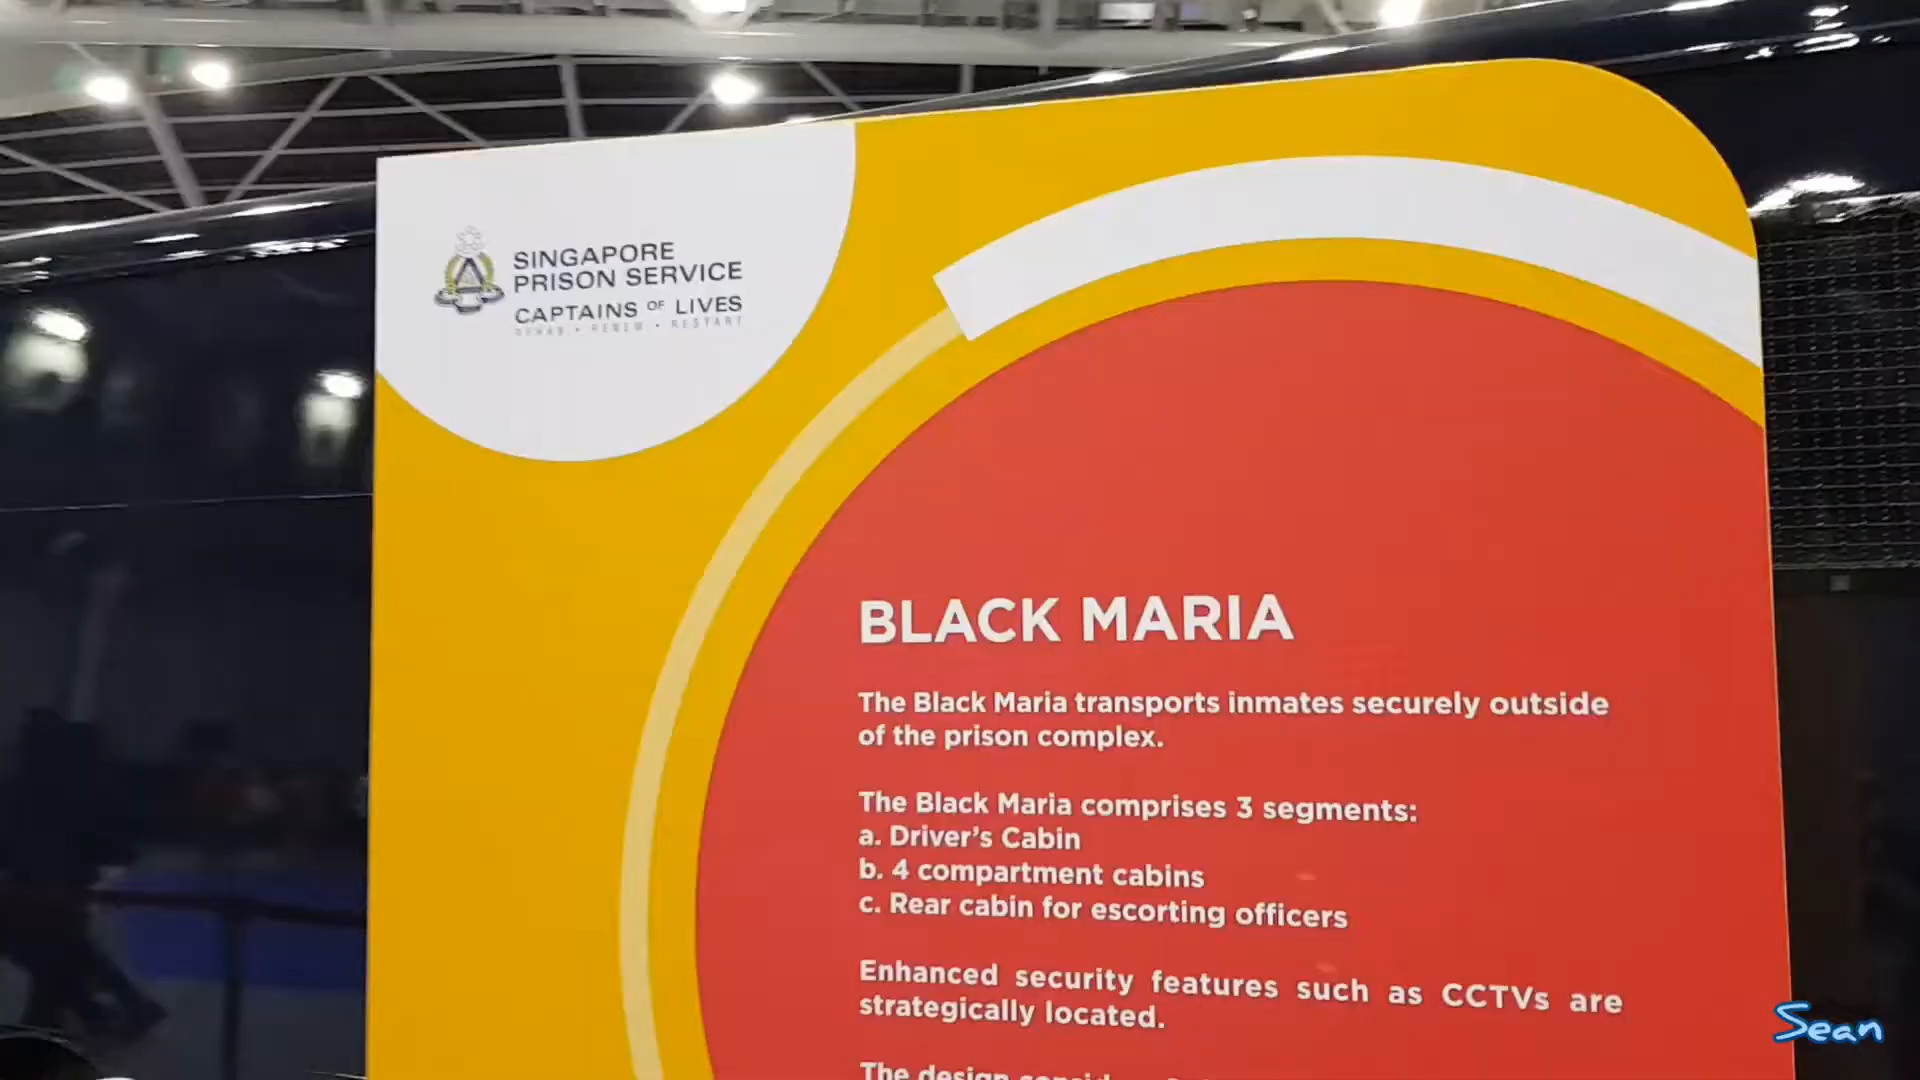 SINGAPORE
PRISON SERVICE
CAPTAINS OF LIVES
RENEW • RESTART
BLACK MARIA
The Black Maria transports inmates securely outside
of the prison complex.
The Black Maria comprises 3 segments:
a. Driver's Cabin
b. 4 compartment cabins
c. Rear cabin for escorting officers
Enhanced security features such as CCTVs are
strategically located.
The design
Sean